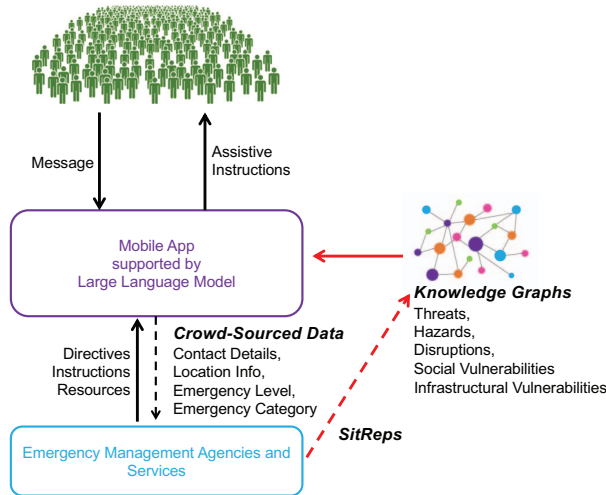 Message
Assistive
Instructions
Mobile App
supported by
Large Language Model
Knowledge Graphs
Threats,
Hazards,
Disruptions,
Social Vulnerabilities
Infrastructural Vulnerabilities
Directives
Instructions
Resources
Crowd-Sourced Data
Contact Details,
Location Info,
Emergency Level,
Emergency Category
SitReps
Emergency Management Agencies and
Services